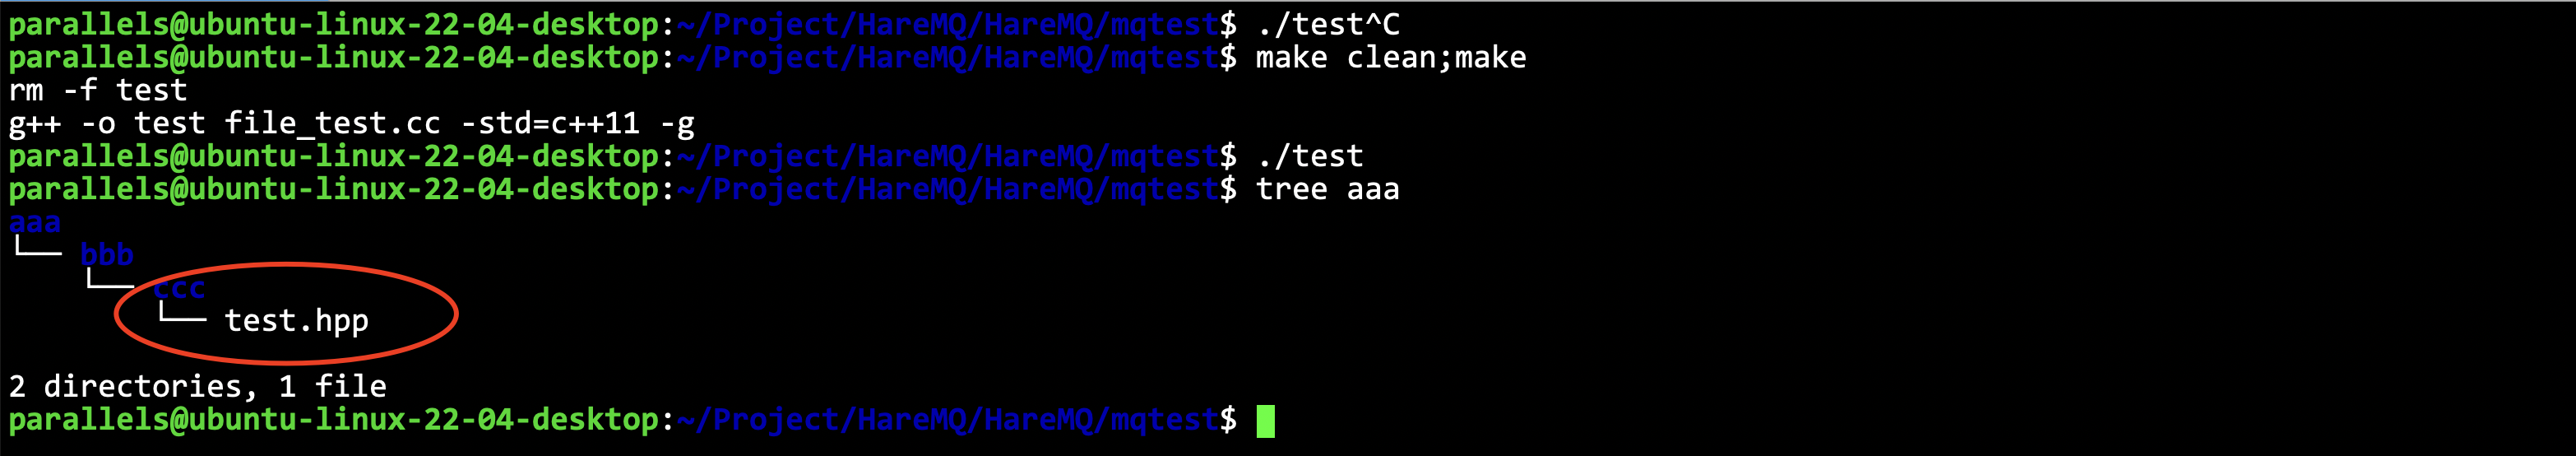 parallels@ubuntu-linux-22-04-desktop:~/Project/HareMQ/HareMQ/mqtest$ ./test^C
parallels@ubuntu-linux-22-04-desktop:~/Project/HareMQ/HareMQ/mqtest$ make clean;make
rm -f test
g++ -o test file_test.cc -std=c++11 -g
parallels@ubuntu-linux-22-04-desktop:~/Project/HareMQ/HareMQ/mqtest$ ./test
parallels@ubuntu-linux-22-04-desktop:~/Project/HareMQ/HareMQ/mqtest$ tree aaa
aaa
└── bbb
    └── ccc
        └── test.hpp
2 directories, 1 file
parallels@ubuntu-linux-22-04-desktop:~/Project/HareMQ/HareMQ/mqtest$